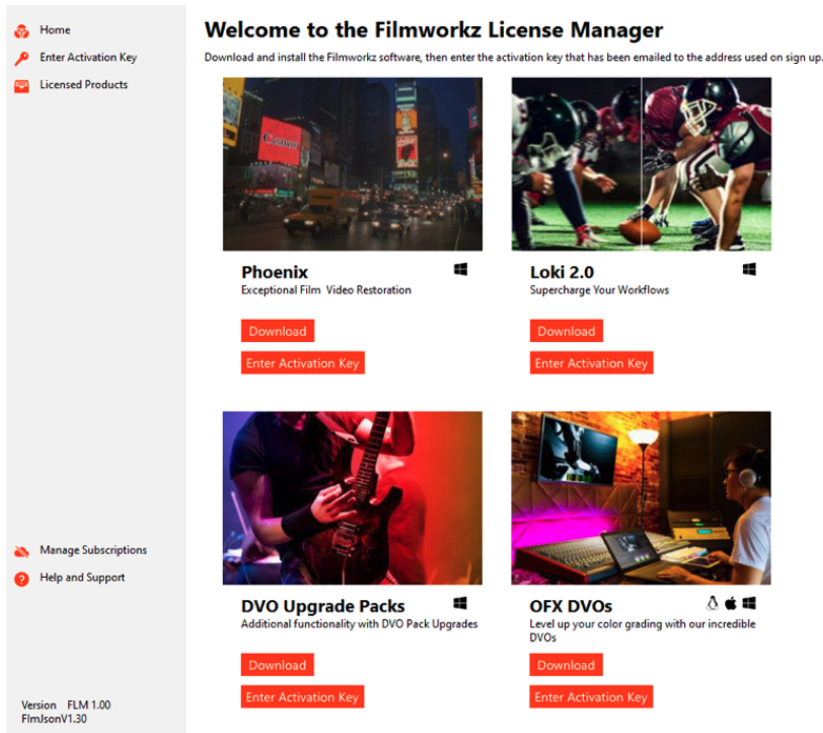 Home
Enter Activation Key
Licensed Products
Manage Subscriptions
Help and Support
Version FLM 1.00
FlmJsonV1.30
Welcome to the Filmworkz License Manager
Download and install the Filmworkz software, then enter the activation key that has been emailed to the address used on sign up.
Canon
Phoenix
Exceptional Film Video Restoration
Download
Enter Activation Key
Loki 2.0
Supercharge Your Workflows
Download
Enter Activation Key
DVO Upgrade Packs
Additional functionality with DVO Pack Upgrades
Download
Enter Activation Key
OFX DVOs
Level up your color grading with our incredible
DVOs
Download
Enter Activation Key